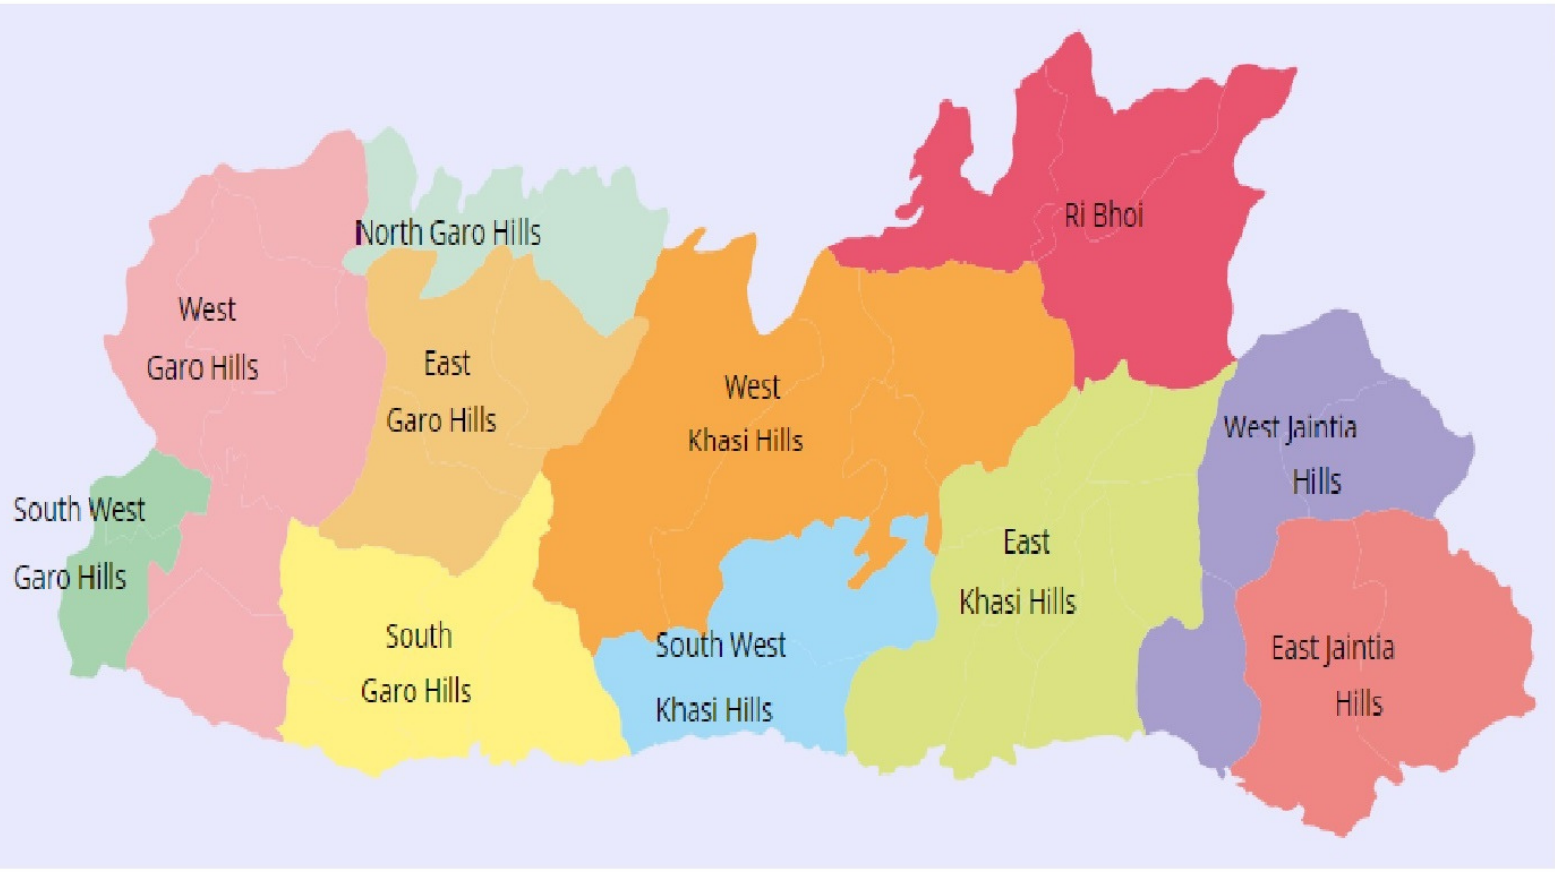 Ri Bhoi
North Garo Hills
West
Garo Hills
East
Garo Hills
West
Khasi Hills
West Jaintia
Hills
South West
Garo Hills
East
Khasi Hills
South
Garo Hills
South West
Khasi Hills
East Jaintia
Hills